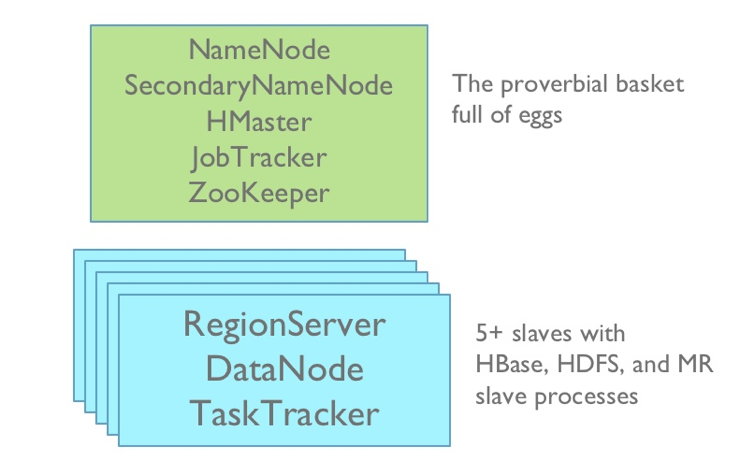 NameNode
SecondaryNameNode
HMaster
JobTracker
ZooKeeper
The proverbial basket
full of eggs
RegionServer
DataNode
TaskTracker
5+ slaves with
HBase, HDFS, and MR
slave processes